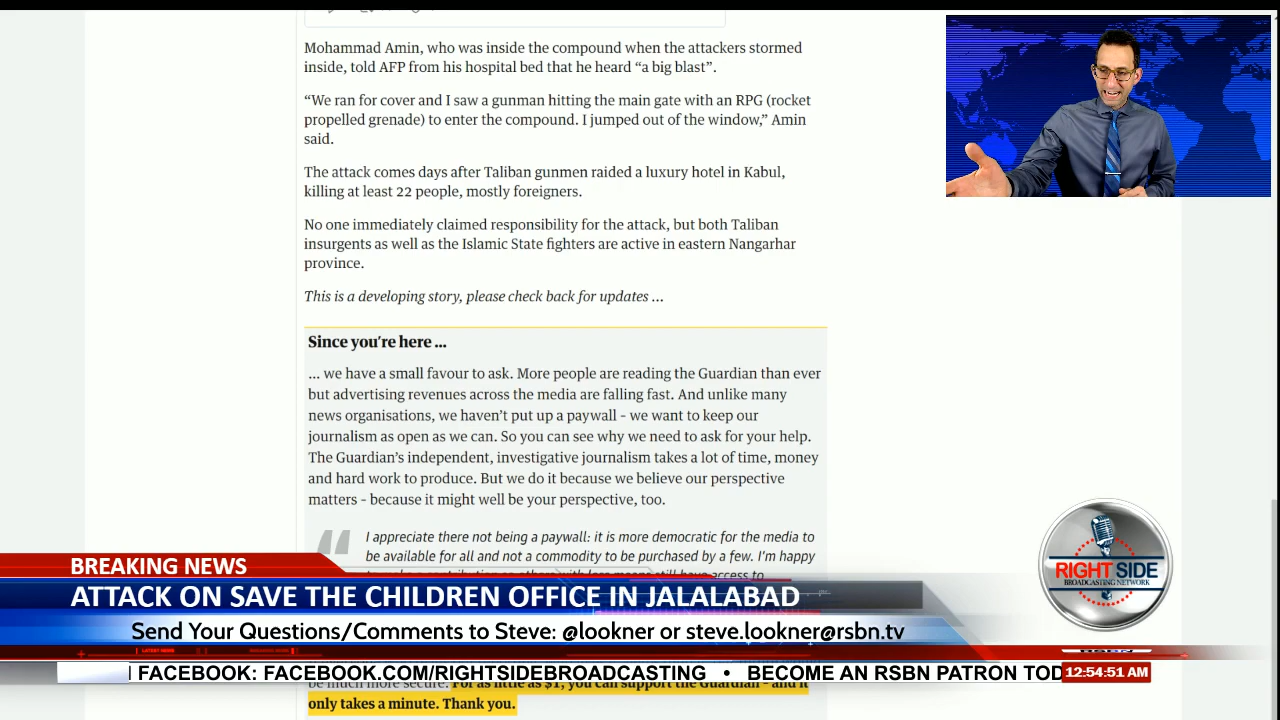 Mohammad Amin, who was inside the compound when the attackers stormed
inside, told AFP from his hospital bed that he heard “a big blast”.
“We ran for cover and I saw a gunman hitting the main gate with an RPG (rocket
propelled grenade) to enter the compound. I jumped out of the window,” Amin
said.
The attack comes days after Taliban gunmen raided a luxury hotel in Kabul,
killing at least 22 people, mostly foreigners.
No one immediately claimed responsibility for the attack, but both Taliban
insurgents as well as the Islamic State fighters are active in eastern Nangarhar
province.
This is a developing story, please check back for updates ...
Since you’re here ...
... we have a small favour to ask. More people are reading the Guardian than ever
but advertising revenues across the media are falling fast. And unlike many
news organisations, we haven’t put up a paywall – we want to keep our
journalism as open as we can. So you can see why we need to ask for your help.
The Guardian’s independent, investigative journalism takes a lot of time, money
and hard work to produce. But we do it because we believe our perspective
matters – because it might well be your perspective, too.
I appreciate there not being a paywall: it is more democratic for the media to
be available for all and not a commodity to be purchased by a few. I’m happy
still have access to
RIGHT SIDE
BROADCASTING NETWORK
BREAKING NEWS
ATTACK ON SAVE THE CHILDREN OFFICE IN JALALABAD
Send Your Questions/Comments to Steve: @lookner or steve.lookner@rsbn.tv
LATEST NEWS
BREAKING NEWS
RSBN
FACEBOOK: FACEBOOK.COM/RIGHTSIDEBROADCASTING • BECOME AN RSBN PATRON TOD
12:54:51 AM
be much more secure. For as little as $1, you can support the Guardian – and it
only takes a minute. Thank you.